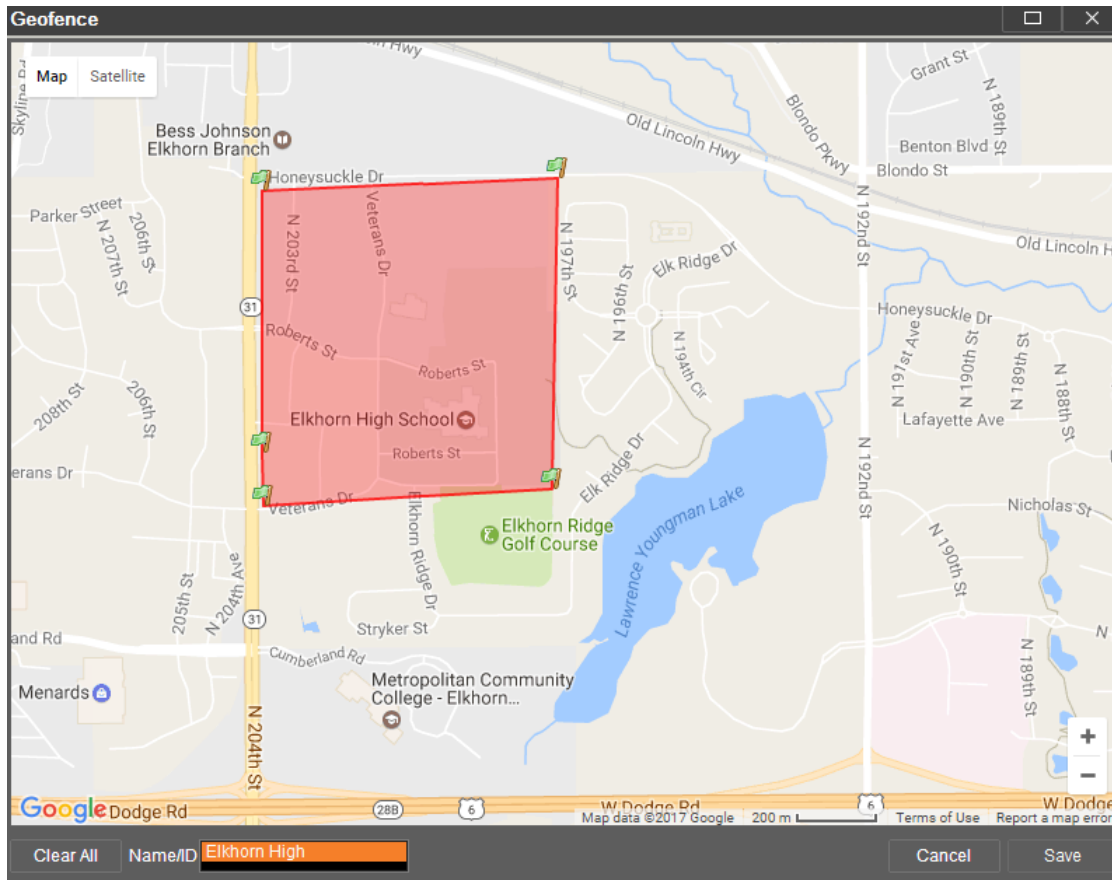 Geofence
Map
Satellite
Skyline Rd
Grant St
N 189th St
Blondo Pkwy
Old Lincoln Hwy
Bess Johnson
Elkhorn Branch
Benton Blvd
Blondo St
Honeysuckle Dr
Parker Street
206th St
N 207th St
N 203rd St
Veterans Dr
N 197th St
N 192nd St
Elk Ridge Dr
Old Lincoln H
N 196th St
31
Honeysuckle Dr
Roberts St
Roberts St
N 194th Cir
N 191st Ave
N 190th St
N 189th St
N 188th St
208th St
206th St
Elkhorn High School
Lafayette Ave
Roberts St
Elk Ridge Dr
N 192nd St
erans Dr
Veterans Dr
Elkhorn Ridge Dr
Elkhorn Ridge
Golf Course
Lawrence Youngman Lake
Nicholas St
N 190th St
205th St
N 204th Ave
31
Stryker St
and Rd
Cumberland Rd
N
N 189th St
Menards
Metropolitan Community
College - Elkhorn...
N 204th St
+
−
Google
Dodge Rd
28B
6
W Dodge Rd
6
W Dodge
Map data ©2017 Google
200 m
Terms of Use
Report a map error
Clear All
Name/ID
Elkhorn High
Cancel
Save